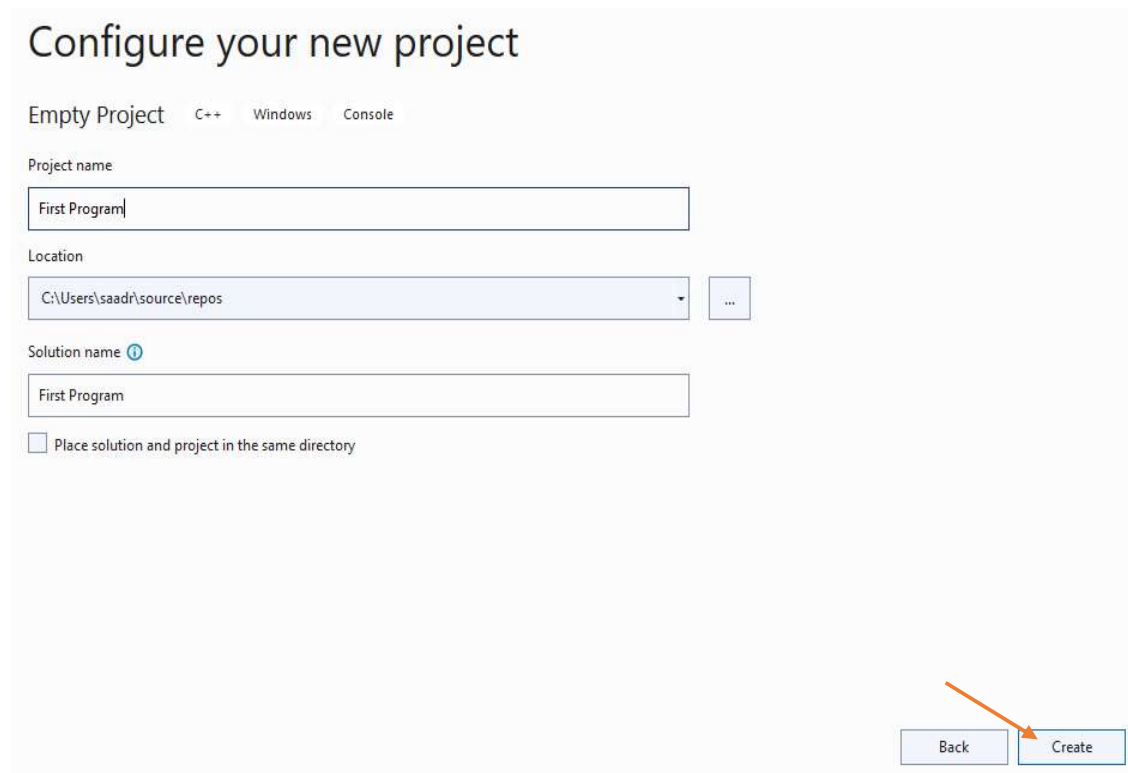 Configure your new project
Empty Project C++ Windows Console
Project name
First Program
Location
C:\Users\saadr\source\repos
...
Solution name
First Program
Place solution and project in the same directory
Back Create